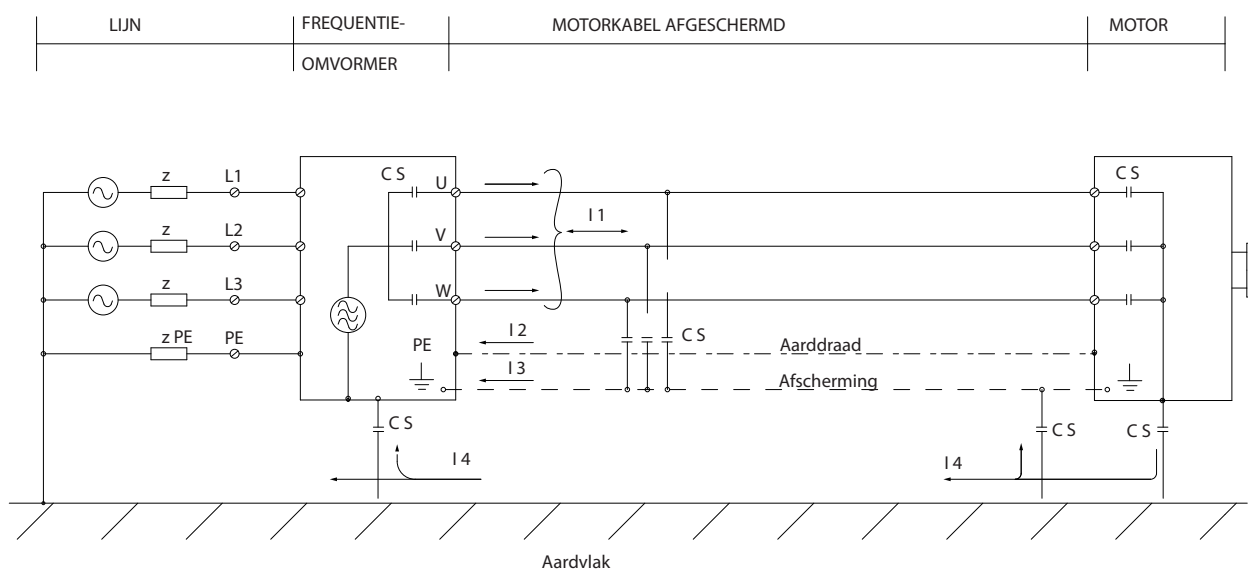 LIJN
FREQUENTIE-
OMVORMER
MOTORKABEL AFGESCHERMD
MOTOR
z
L1
C S
U
C S
I 1
z
L2
V
z
L3
W
z PE
PE
PE
I 2
C S
Aarddraad
I 3
Afscherming
C S
C S
C S
I 4
I 4
Aardvlak